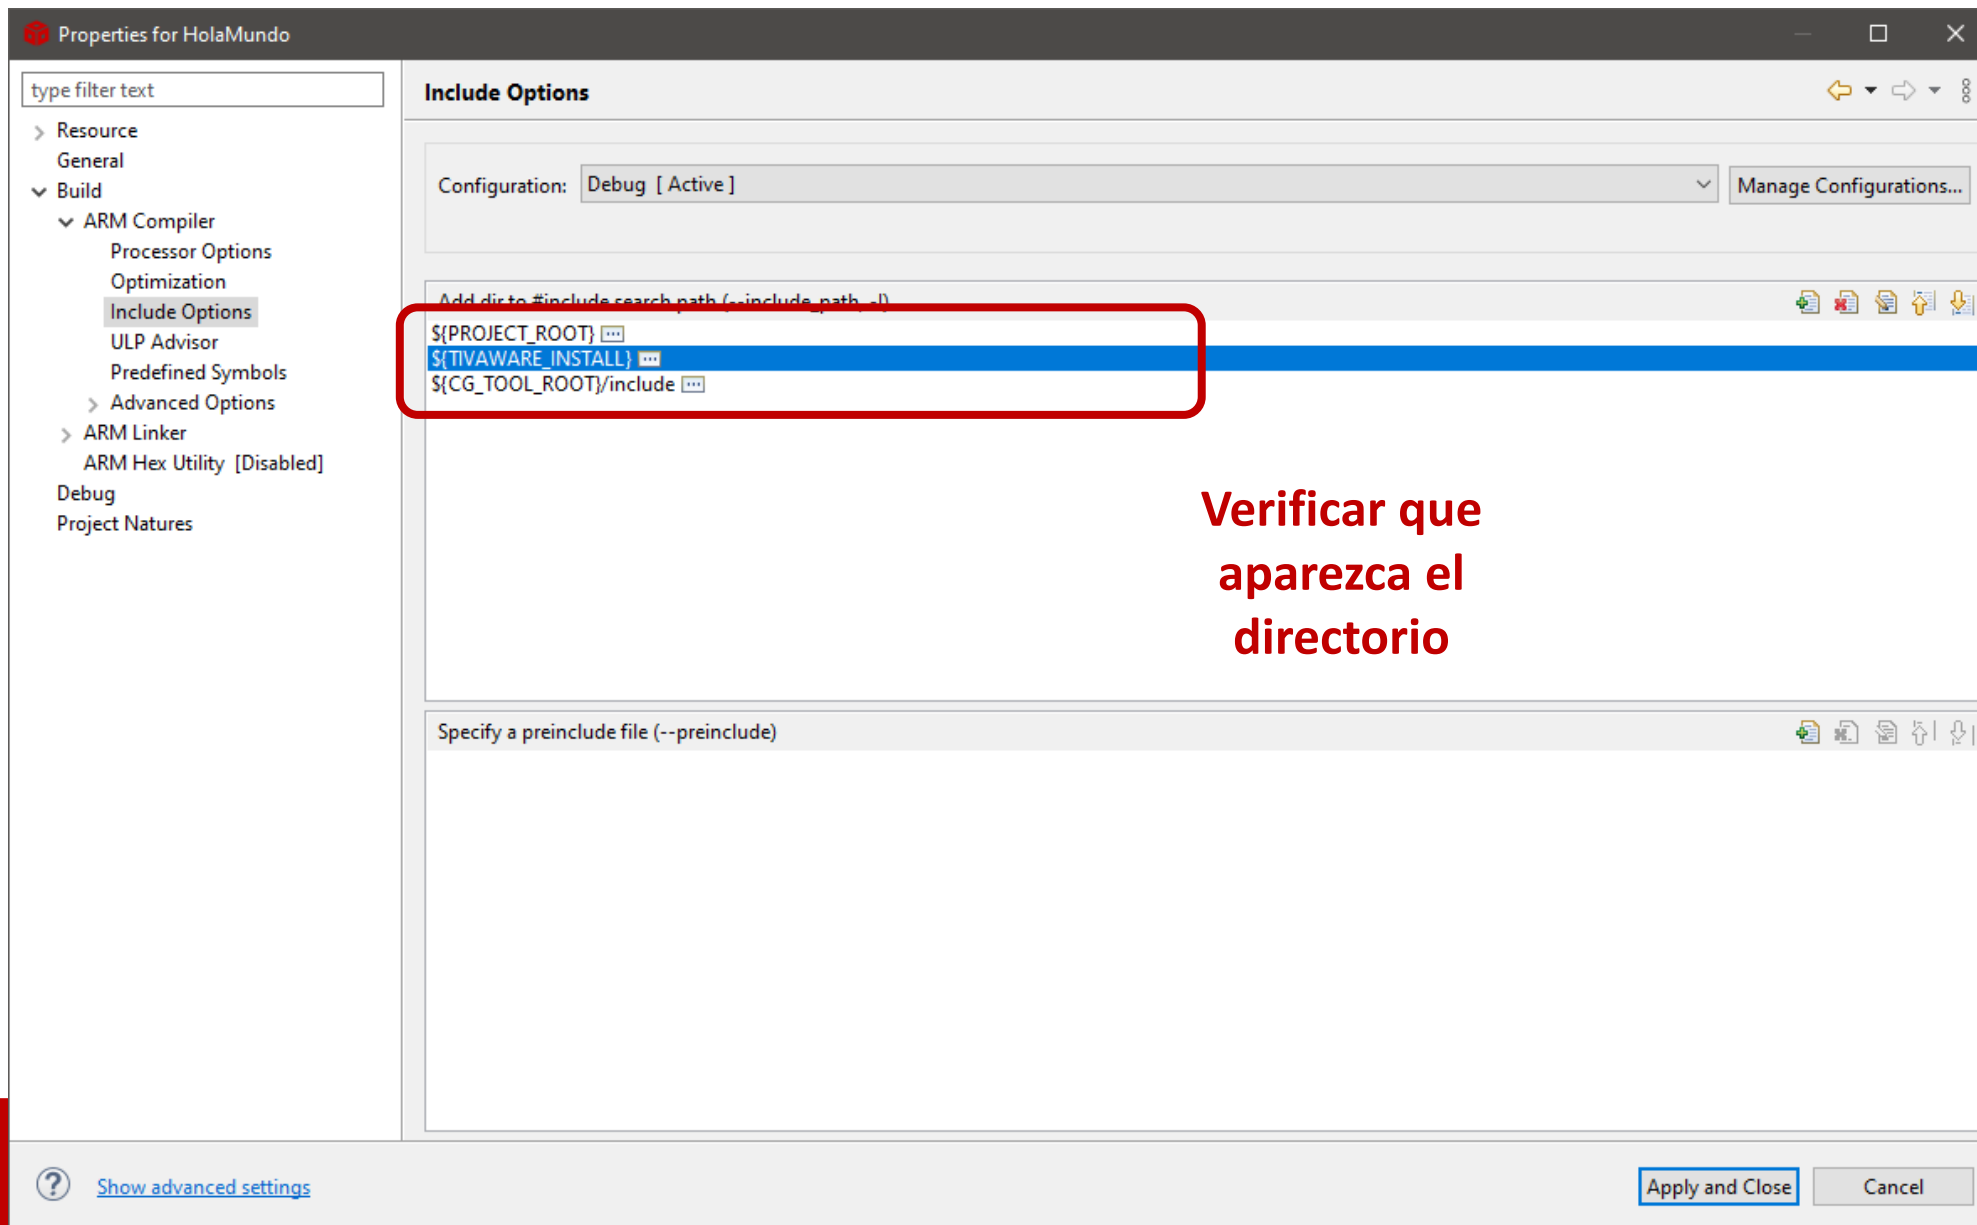 Properties for HolaMundo
type filter text
Resource
General
Build
ARM Compiler
Processor Options
Optimization
Include Options
ULP Advisor
Predefined Symbols
Advanced Options
ARM Linker
ARM Hex Utility [Disabled]
Debug
Project Natures
Include Options
Configuration: Debug [ Active ]
Manage Configurations...
Add dir to #include search path (--include_path, -I)
${PROJECT_ROOT}
${TIVAWARE_INSTALL}
${CG_TOOL_ROOT}/include
Verificar que
aparezca el
directorio
Specify a preinclude file (--preinclude)
Show advanced settings
Apply and Close
Cancel